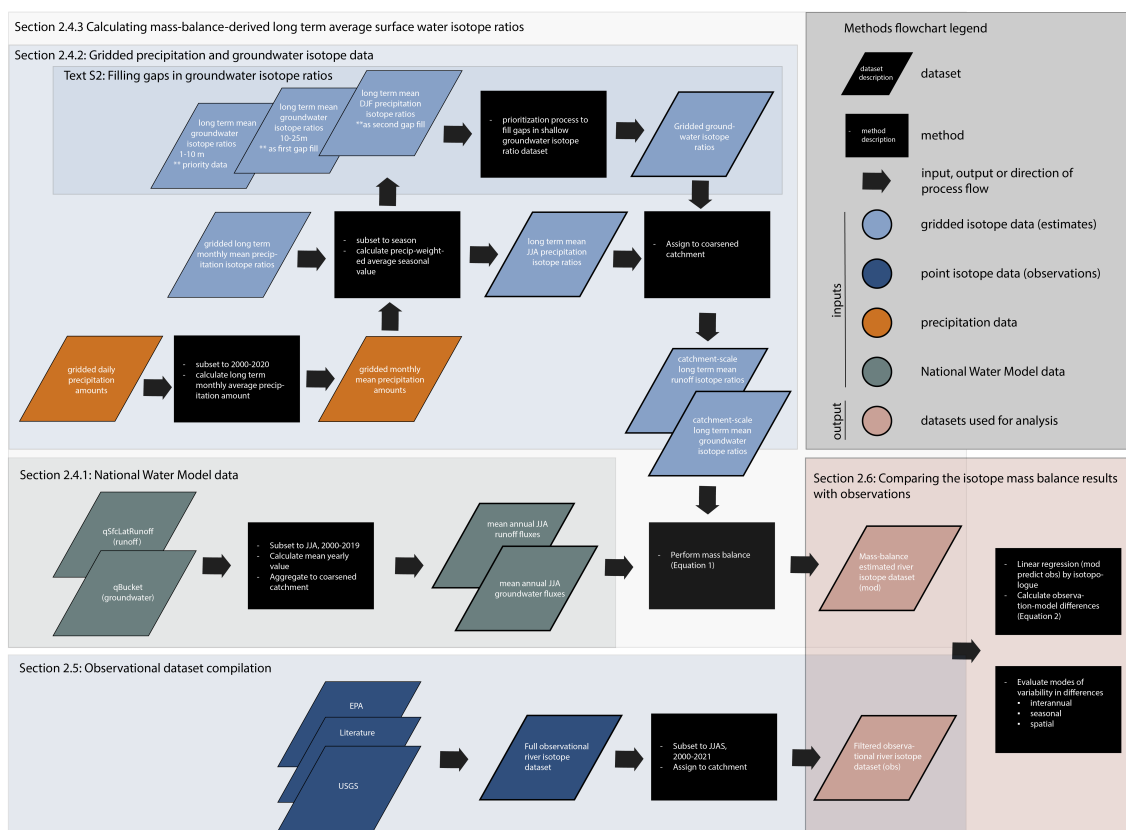 Section 2.4.3 Calculating mass-balance-derived long term average surface water isotope ratios
Section 2.4.2: Gridded precipitation and groundwater isotope data
Text S2: Filling gaps in groundwater isotope ratios
long term mean
groundwater
isotope ratios
1-10 m
** priority data
long term mean
groundwater
isotope ratios
10-25m
** as first gap fill
long term mean
DJF precipitation
isotope ratios
**as second gap fill
- prioritization process to
fill gaps in shallow
groundwater isotope
ratio dataset
Gridded ground-
water isotope
ratios
gridded long term
monthly mean precip-
itation isotope ratios
- subset to season
- calculate precip-weight-
ed average seasonal
value
long term mean
JJA precipitation
isotope ratios
- Assign to coarsened
catchment
gridded daily
precipitation
amounts
- subset to 2000-2020
- calculate long term
monthly average precip-
itation amount
gridded monthly
mean precipitation
amounts
catchment-scale
long term mean
runoff isotope ratios
catchment-scale
long term mean
groundwater
isotope ratios
Methods flowchart legend
dataset
description
dataset
- method
description
method
input, output or direction of
process flow
inputs
gridded isotope data (estimates)
point isotope data (observations)
precipitation data
National Water Model data
output
datasets used for analysis
Section 2.4.1: National Water Model data
qSfcLatRunoff
(runoff)
qBucket
(groundwater)
- Subset to JJA, 2000-2019
- Calculate mean yearly
value
- Aggregate to coarsened
catchment
mean annual JJA
runoff fluxes
mean annual JJA
groundwater fluxes
- Perform mass balance
(Equation 1)
Section 2.6: Comparing the isotope mass balance results
with observations
Mass-balance
estimated river
isotope dataset
(mod)
- Linear regression (mod
predict obs) by isotopo-
logue
- Calculate observa-
tion-model differences
(Equation 2)
- Evaluate modes of
variability in differences
• interannual
• seasonal
• spatial
Section 2.5: Observational dataset compilation
EPA
Literature
USGS
Full observational
river isotope
dataset
- Subset to JJAS,
2000-2021
- Assign to catchment
Filtered observa-
tional river isotope
dataset (obs)